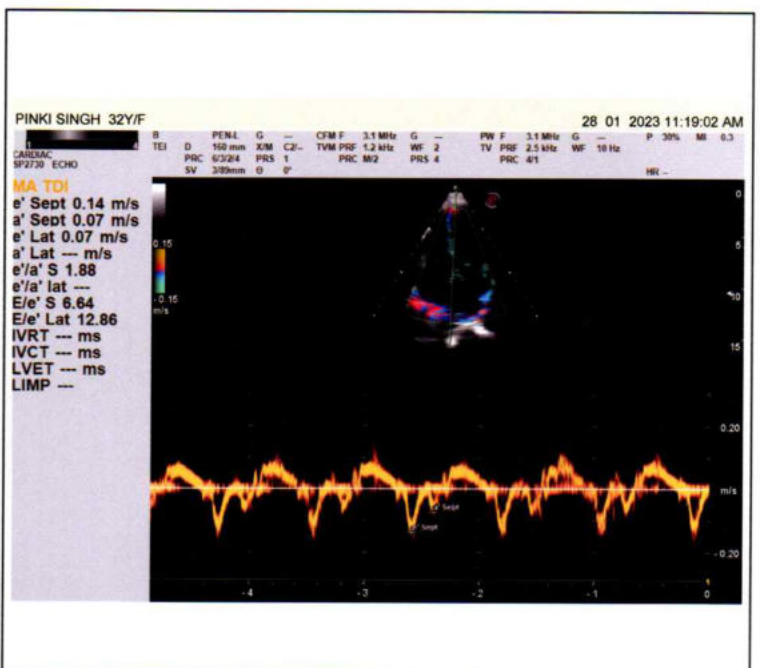 PINKI SINGH 32Y/F
28 01 2023 11:19:02 AM
B PEN-L G --- CFM F 3.1 MHz G --- PW F 3.1 MHz G --- P 30% MI 0.3
TEI D 160 mm X/M C2/-- TVM PRF 1.2 kHz WF 2 TV PRF 2.5 kHz WF 10 Hz
PRC 6/3/2/4 PRS 1 PRC M/2 PRS 4 PRC 4/1
SV 3/89mm Θ 0° HR --
1 4
CARDIAC
SP2730 ECHO
MA TDI
e' Sept 0.14 m/s
a' Sept 0.07 m/s
e' Lat 0.07 m/s
a' Lat --- m/s
e'/a' S 1.88
e'/a' lat ---
E/e' S 6.64
E/e' Lat 12.86
IVRT --- ms
IVCT --- ms
LVET --- ms
LIMP ---
0.15
-0.15
m/s
0
5
10
15
0.20
m/s
-0.20
Sept
Sept
-4 -3 -2 -1 0